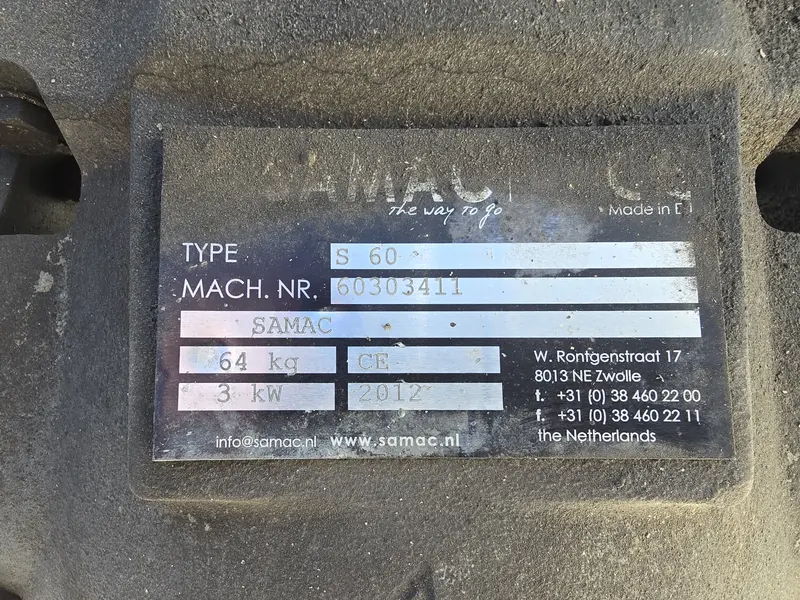 SAMAC
The way to go
Made in E
TYPE S 60
MACH. NR. 60303411
SAMAC
64 kg CE
3 kW 2012
W. Rontgenstraat 17
8013 NE Zwolle
t. +31 (0) 38 460 22 00
f. +31 (0) 38 460 22 11
the Netherlands
info@samac.nl www.samac.nl